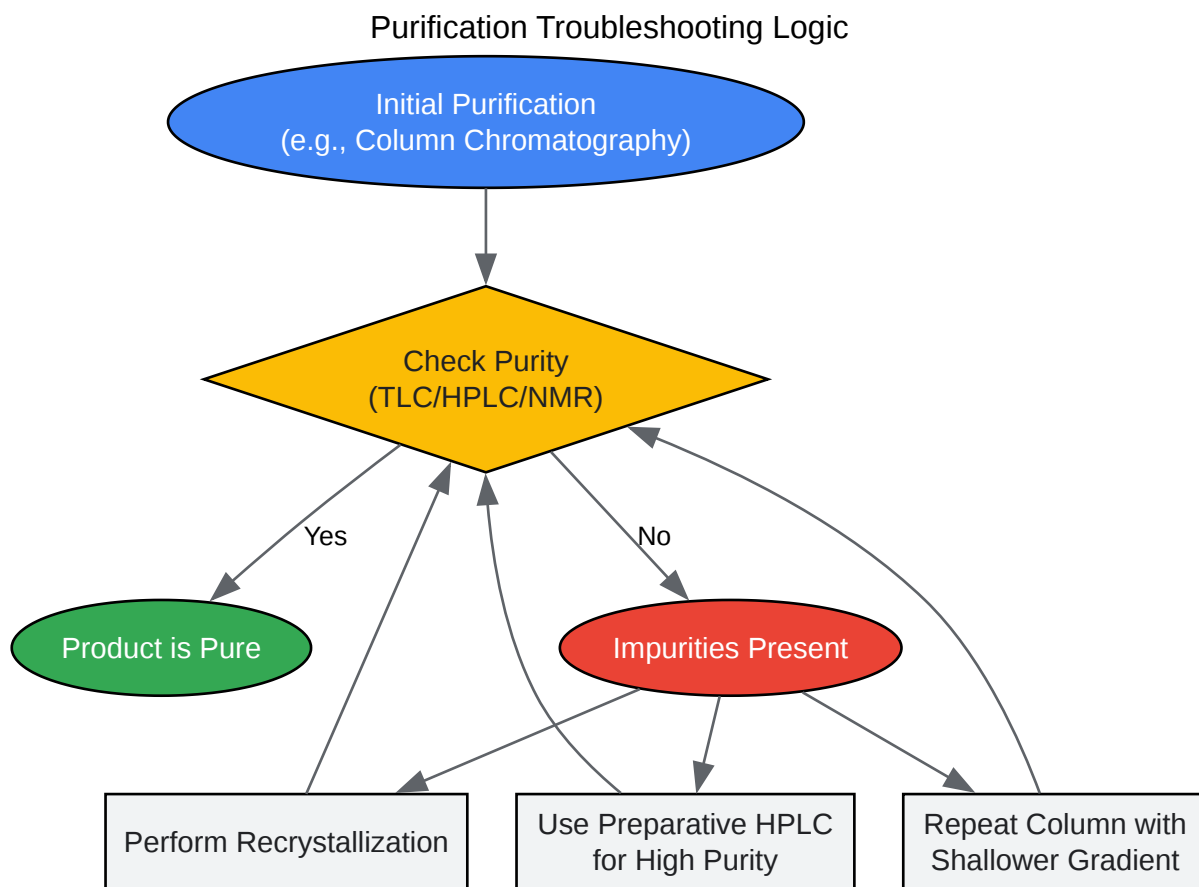 Purification Troubleshooting Logic
Initial Purification
(e.g., Column Chromatography)
Check Purity
(TLC/HPLC/NMR)
Yes
No
Product is Pure
Impurities Present
Perform Recrystallization
Use Preparative HPLC
for High Purity
Repeat Column with
Shallower Gradient